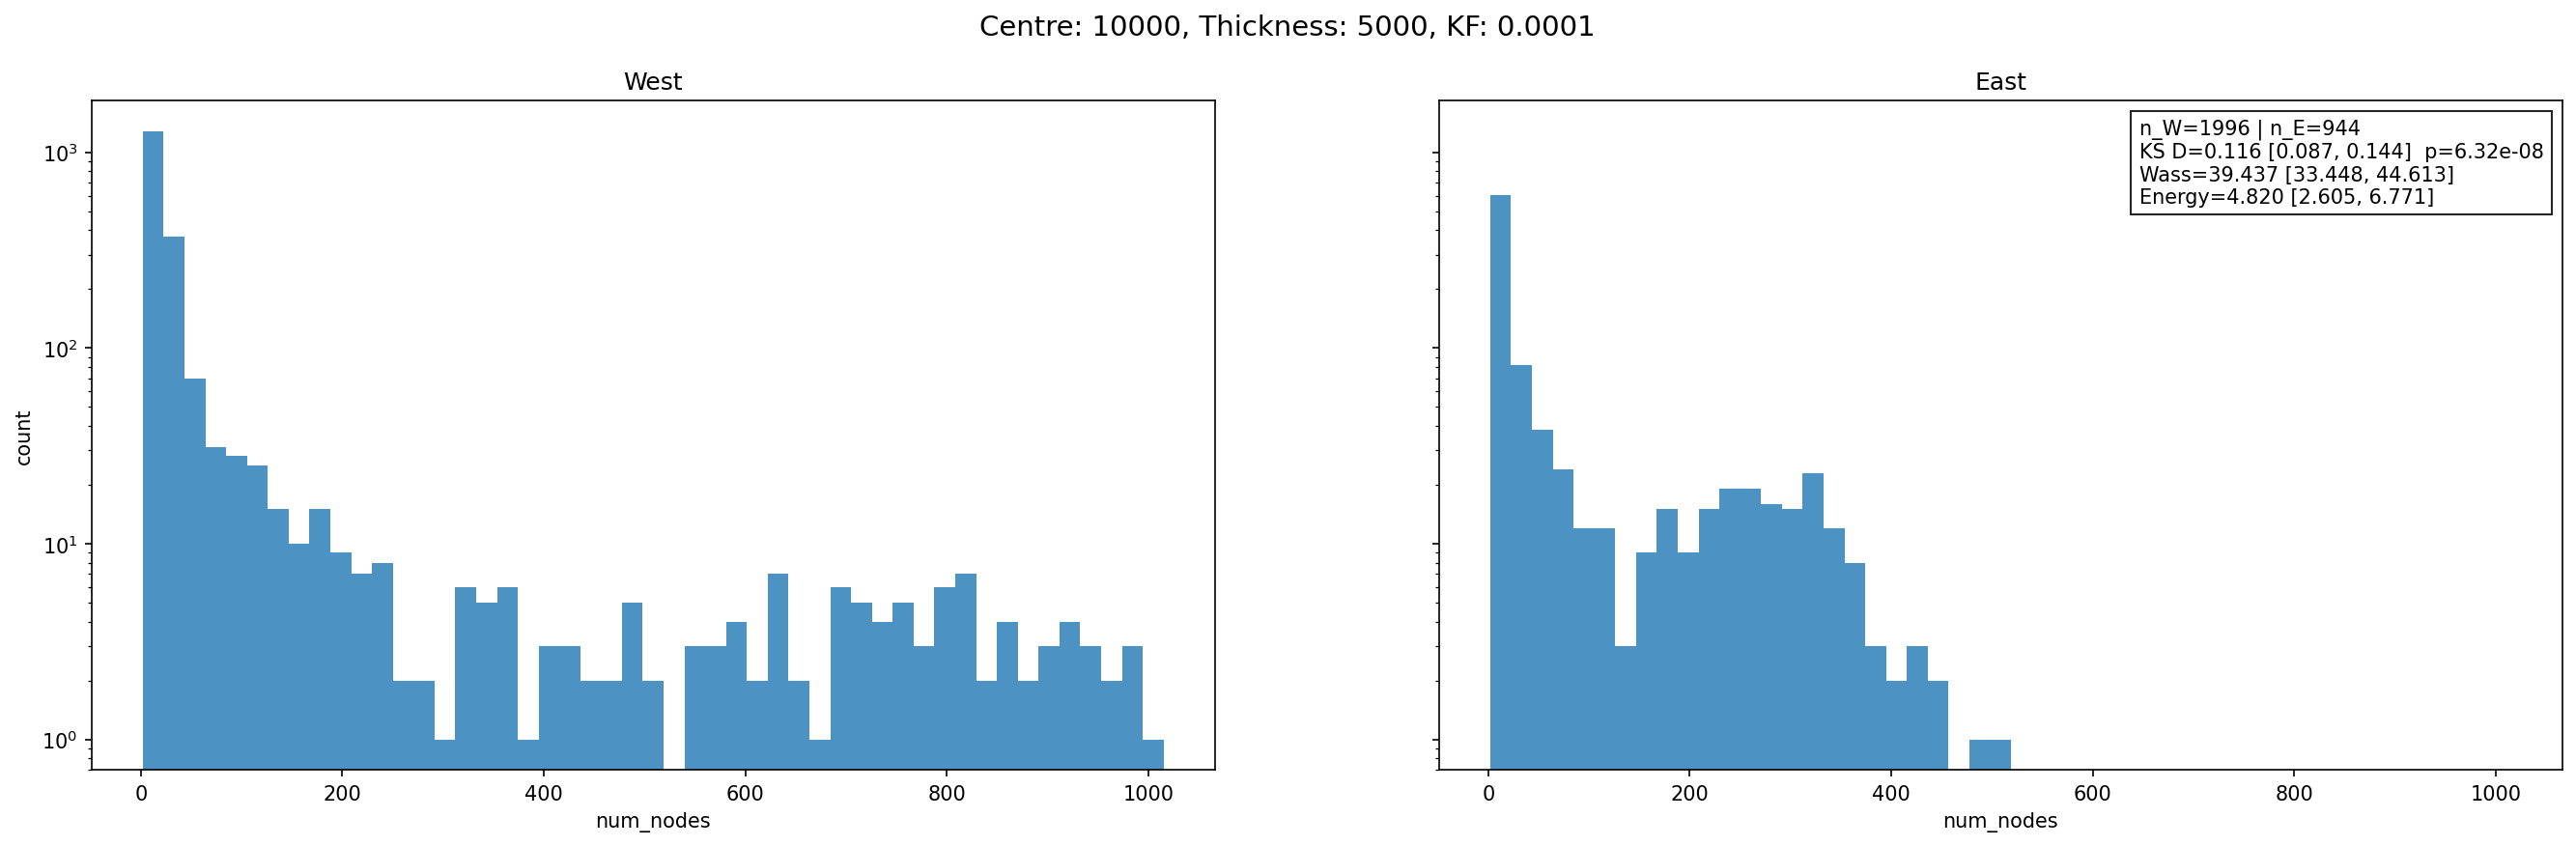 Centre: 10000, Thickness: 5000, KF: 0.0001
West
10³
10²
10¹
10⁰
count
0 200 400 600 800 1000
num_nodes
East
n_W=1996 | n_E=944
KS D=0.116 [0.087, 0.144]  p=6.32e-08
Wass=39.437 [33.448, 44.613]
Energy=4.820 [2.605, 6.771]
0 200 400 600 800 1000
num_nodes